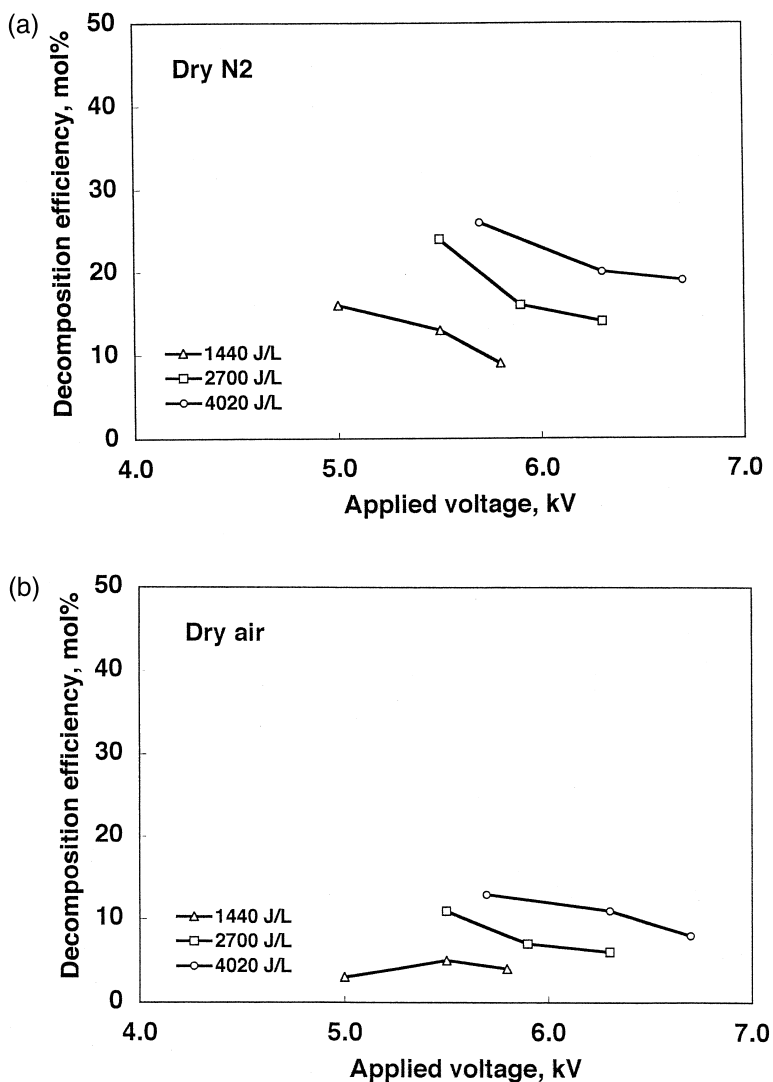 (a)
Decomposition efficiency, mol%
50
40
30
20
10
0
Dry N2
1440 J/L
2700 J/L
4020 J/L
4.0 5.0 6.0 7.0
Applied voltage, kV
(b)
Decomposition efficiency, mol%
50
40
30
20
10
0
Dry air
1440 J/L
2700 J/L
4020 J/L
4.0 5.0 6.0 7.0
Applied voltage, kV